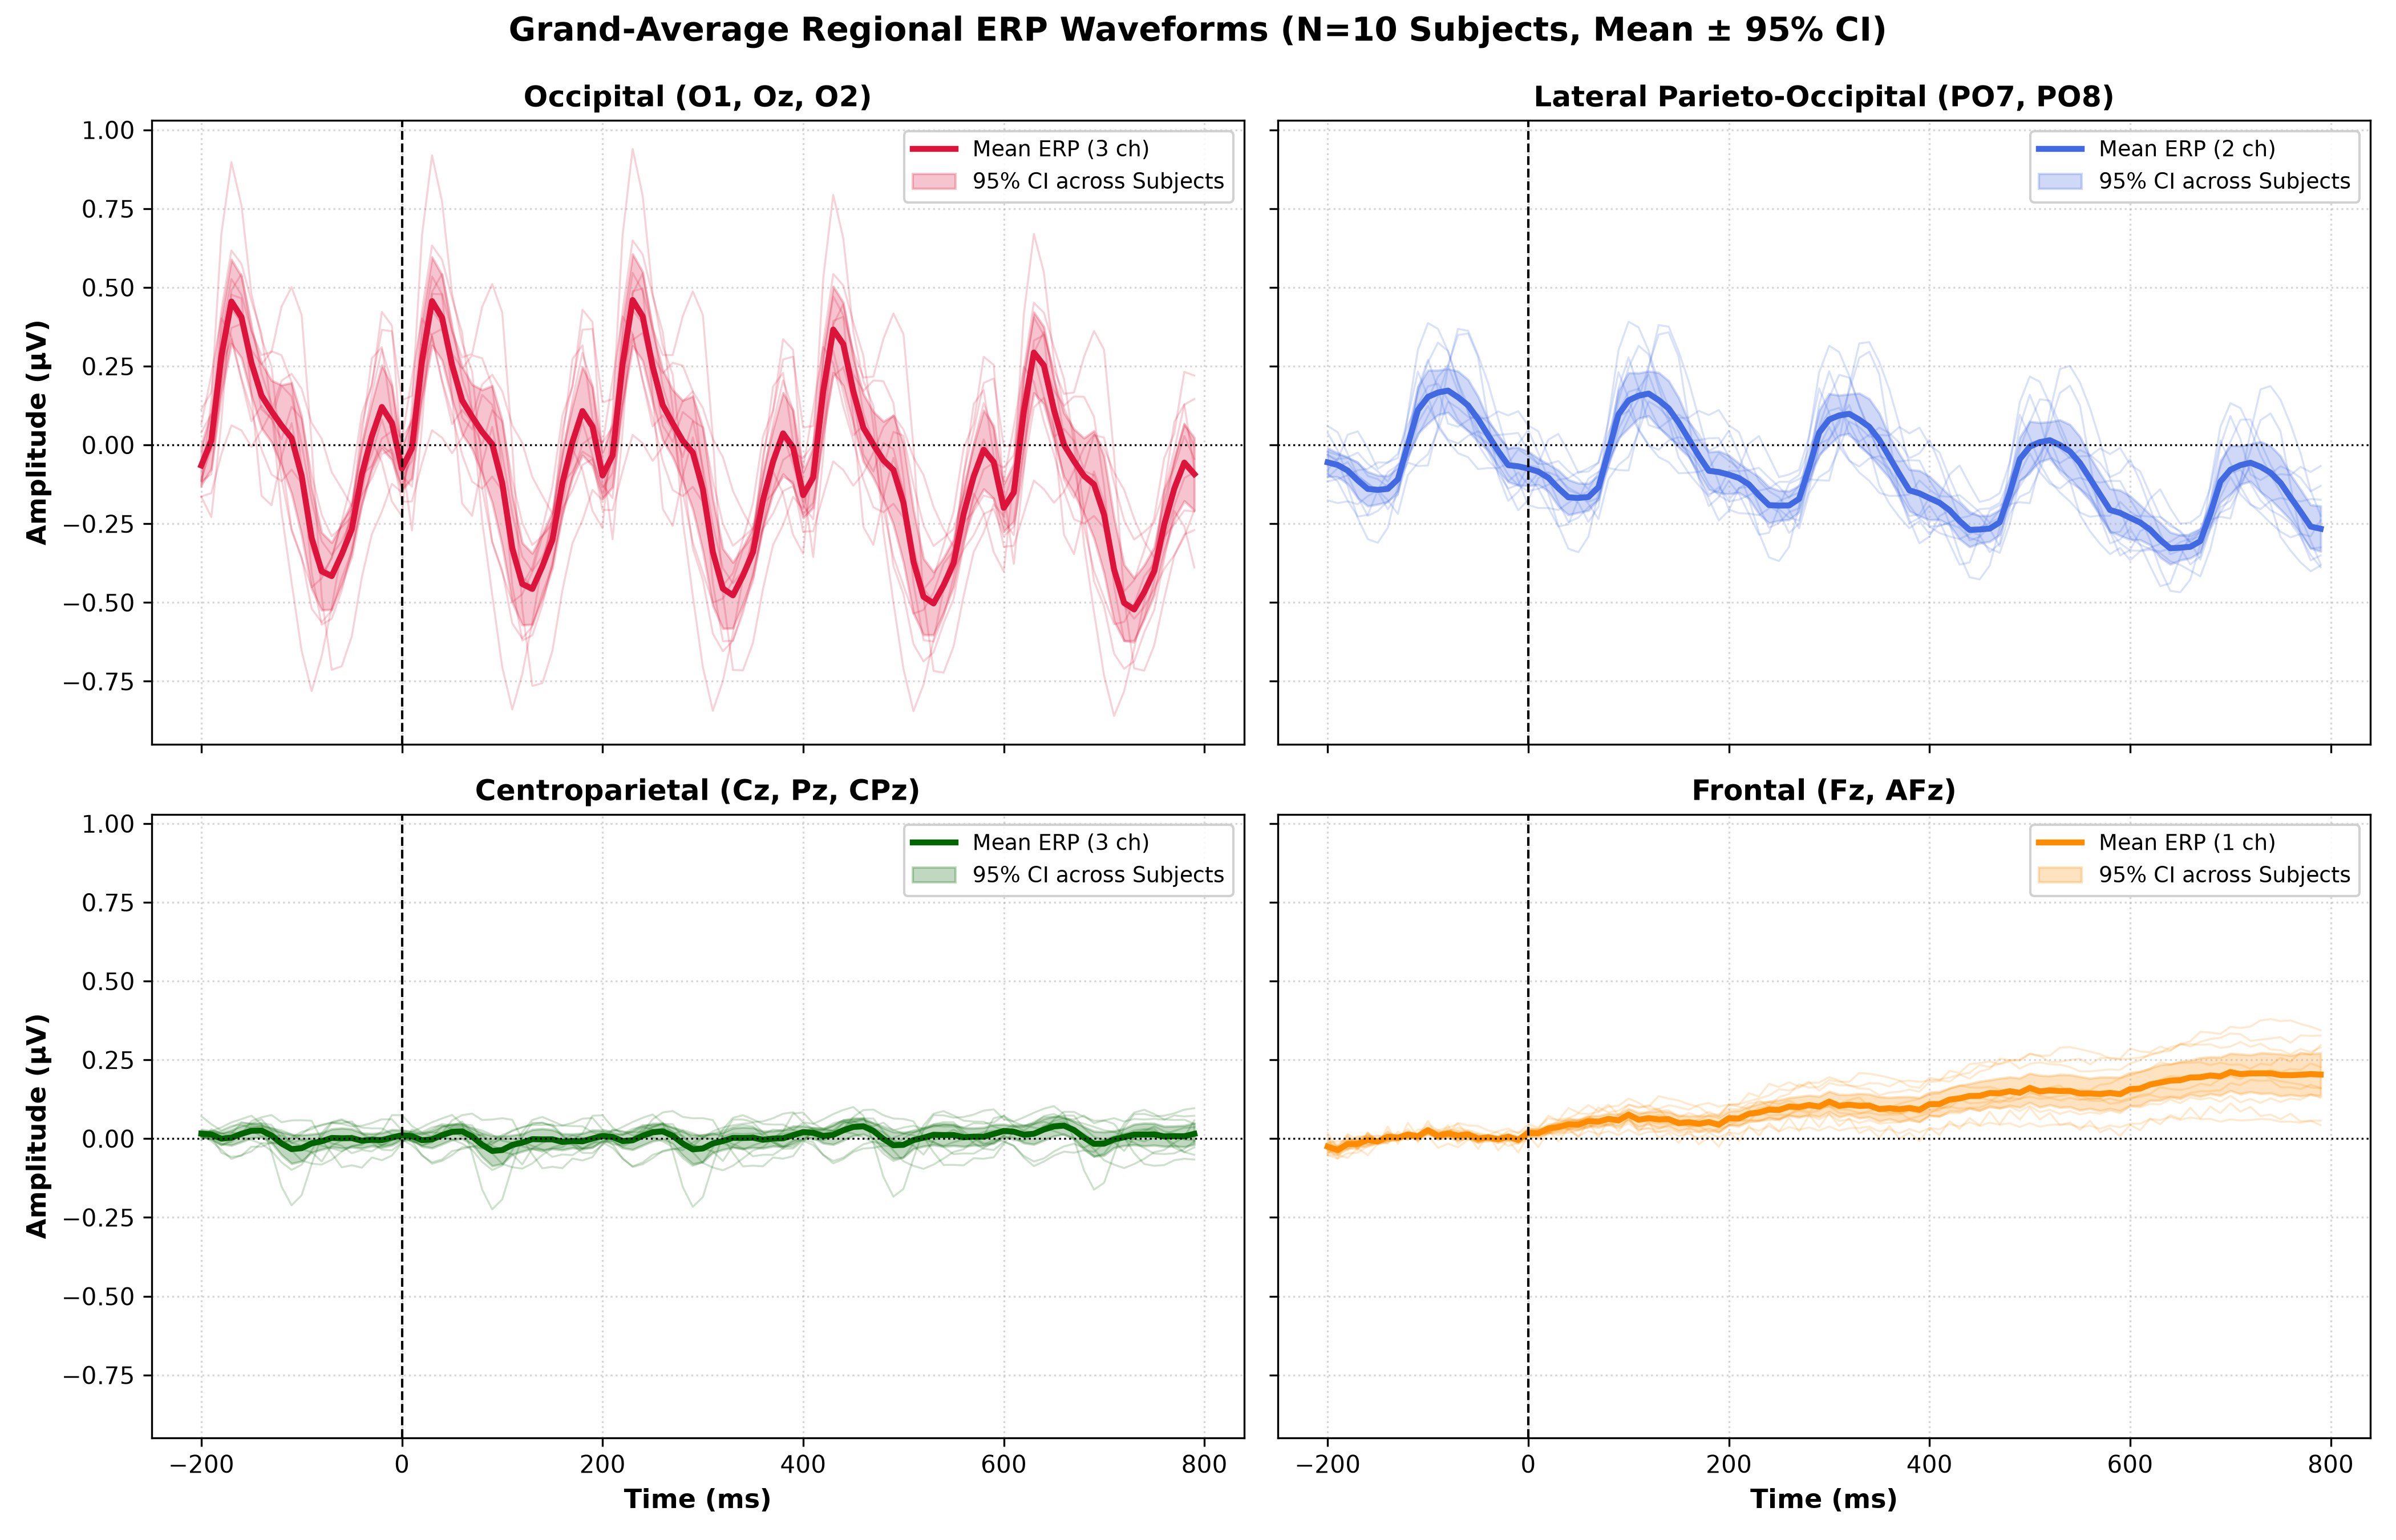 Grand-Average Regional ERP Waveforms (N=10 Subjects, Mean ± 95% CI)
Occipital (O1, Oz, O2)
Mean ERP (3 ch)
95% CI across Subjects
1.00
0.75
0.50
0.25
0.00
−0.25
−0.50
−0.75
Amplitude (μV)
Lateral Parieto-Occipital (PO7, PO8)
Mean ERP (2 ch)
95% CI across Subjects
Centroparietal (Cz, Pz, CPz)
Mean ERP (3 ch)
95% CI across Subjects
1.00
0.75
0.50
0.25
0.00
−0.25
−0.50
−0.75
Amplitude (μV)
−200
0
200
400
600
800
Time (ms)
Frontal (Fz, AFz)
Mean ERP (1 ch)
95% CI across Subjects
−200
0
200
400
600
800
Time (ms)